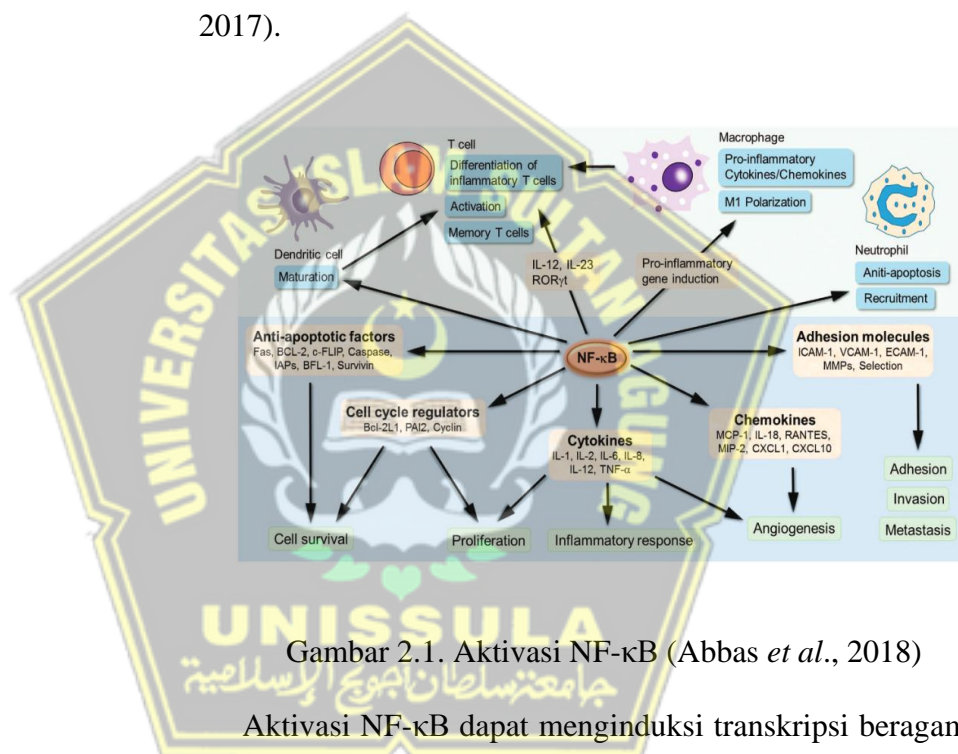 2017).
T cell
Differentiation of
inflammatory T cells
Activation
Memory T cells
Macrophage
Pro-inflammatory
Cytokines/Chemokines
M1 Polarization
Dendritic cell
Maturation
IL-12, IL-23
RORγt
Pro-inflammatory
gene induction
Neutrophil
Aniti-apoptosis
Recruitment
Anti-apoptotic factors
Fas, BCL-2, c-FLIP, Caspase,
IAPs, BFL-1, Survivin
NF-κB
Adhesion molecules
ICAM-1, VCAM-1, ECAM-1,
MMPs, Selection
Cell cycle regulators
Bcl-2L1, PAI2, Cyclin
Cytokines
IL-1, IL-2, IL-6, IL-8,
IL-12, TNF-α
Chemokines
MCP-1, IL-18, RANTES,
MIP-2, CXCL1, CXCL10
Adhesion
Invasion
Metastasis
Cell survival
Proliferation
Inflammatory response
Angiogenesis
UNIVERSITAS ISLAM SULTAN AGUNG
UNISSULA
جامعتسلطان أجونج الإسلامية
Gambar 2.1. Aktivasi NF-κB (Abbas et al., 2018)
Aktivasi NF-κB dapat menginduksi transkripsi beragam